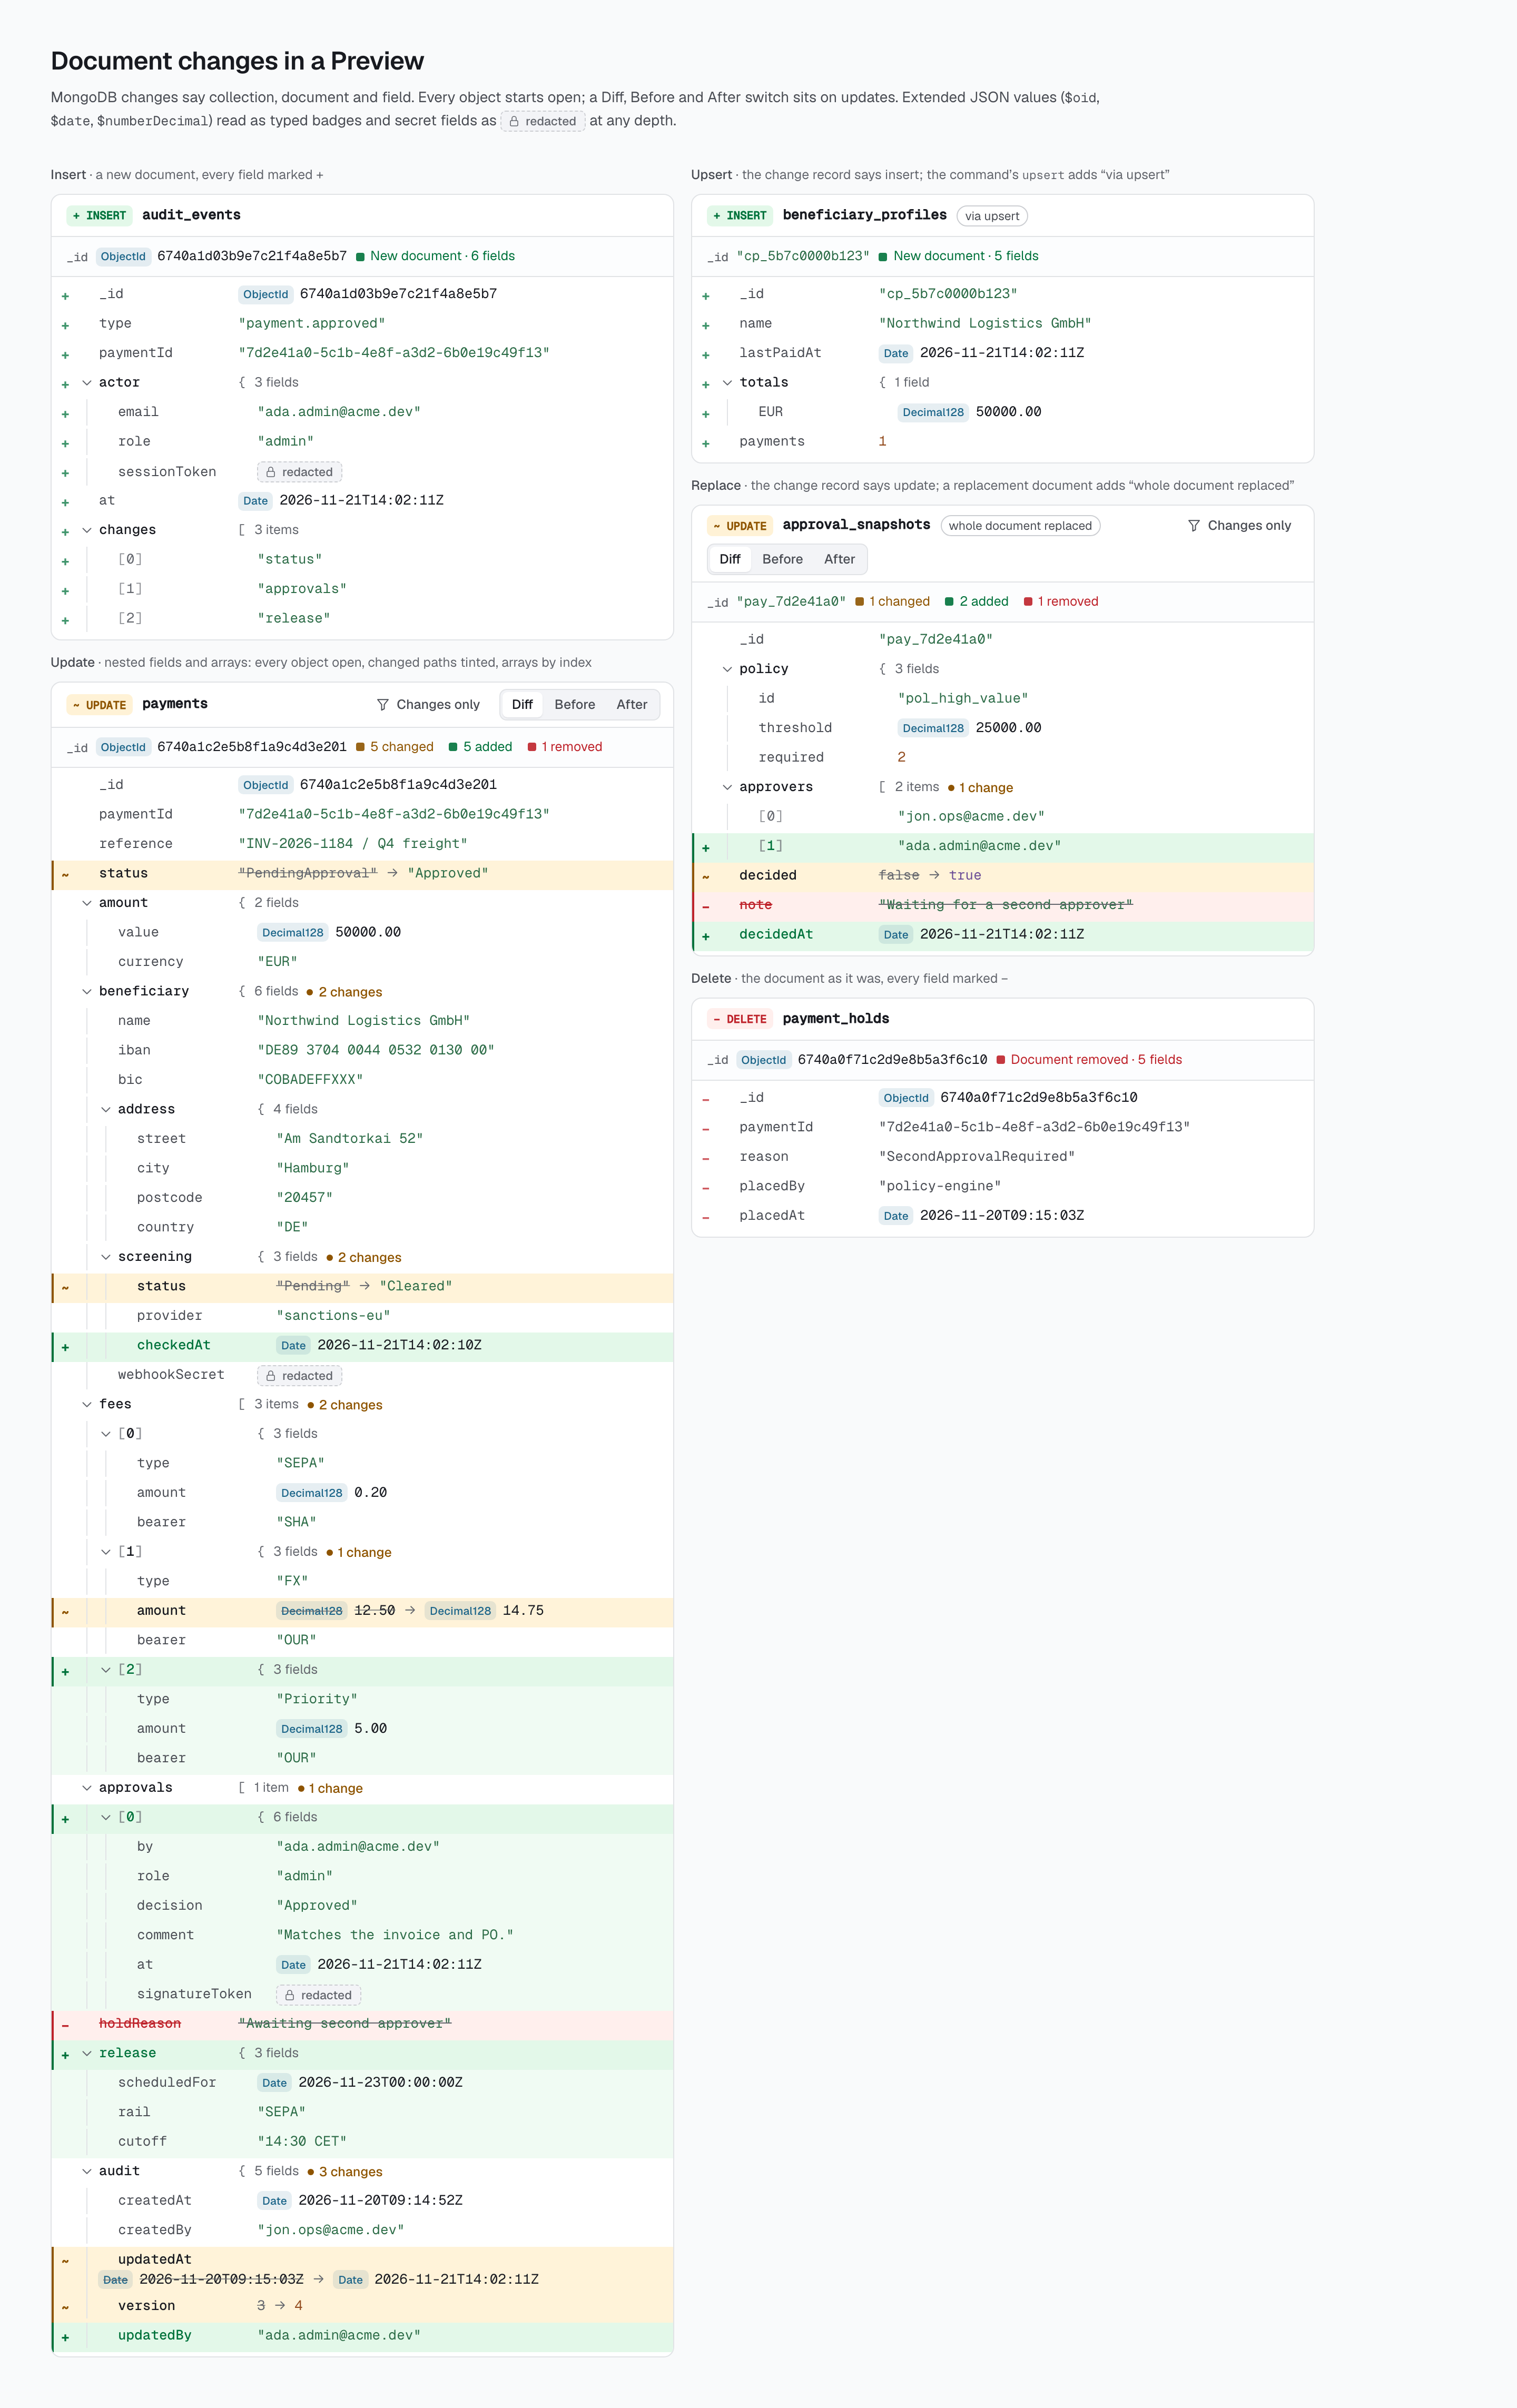 Document changes in a Preview
MongoDB changes say collection, document and field. Every object starts open; a Diff, Before and After switch sits on updates. Extended JSON values ($oid,
$date, $numberDecimal) read as typed badges and secret fields as redacted at any depth.
Insert · a new document, every field marked +
+ INSERT audit_events
_id ObjectId 6740a1d03b9e7c21f4a8e5b7 New document · 6 fields
+ _id ObjectId 6740a1d03b9e7c21f4a8e5b7
+ type "payment.approved"
+ paymentId "7d2e41a0-5c1b-4e8f-a3d2-6b0e19c49f13"
+ actor { 3 fields
+ email "ada.admin@acme.dev"
+ role "admin"
+ sessionToken redacted
+ at Date 2026-11-21T14:02:11Z
+ changes [ 3 items
+ [0] "status"
+ [1] "approvals"
+ [2] "release"
Update · nested fields and arrays: every object open, changed paths tinted, arrays by index
~ UPDATE payments Changes only Diff Before After
_id ObjectId 6740a1c2e5b8f1a9c4d3e201 5 changed 5 added 1 removed
_id ObjectId 6740a1c2e5b8f1a9c4d3e201
paymentId "7d2e41a0-5c1b-4e8f-a3d2-6b0e19c49f13"
reference "INV-2026-1184 / Q4 freight"
~ status "PendingApproval" → "Approved"
amount { 2 fields
value Decimal128 50000.00
currency "EUR"
beneficiary { 6 fields 2 changes
name "Northwind Logistics GmbH"
iban "DE89 3704 0044 0532 0130 00"
bic "COBADEFFXXX"
address { 4 fields
street "Am Sandtorkai 52"
city "Hamburg"
postcode "20457"
country "DE"
screening { 3 fields 2 changes
~ status "Pending" → "Cleared"
provider "sanctions-eu"
+ checkedAt Date 2026-11-21T14:02:10Z
webhookSecret redacted
fees [ 3 items 2 changes
[0] { 3 fields
type "SEPA"
amount Decimal128 0.20
bearer "SHA"
[1] { 3 fields 1 change
type "FX"
~ amount Decimal128 12.50 → Decimal128 14.75
bearer "OUR"
+ [2] { 3 fields
type "Priority"
amount Decimal128 5.00
bearer "OUR"
approvals [ 1 item 1 change
+ [0] { 6 fields
by "ada.admin@acme.dev"
role "admin"
decision "Approved"
comment "Matches the invoice and PO."
at Date 2026-11-21T14:02:11Z
signatureToken redacted
− holdReason "Awaiting second approver"
+ release { 3 fields
scheduledFor Date 2026-11-23T00:00:00Z
rail "SEPA"
cutoff "14:30 CET"
audit { 5 fields 3 changes
createdAt Date 2026-11-20T09:14:52Z
createdBy "jon.ops@acme.dev"
~ updatedAt
Date 2026-11-20T09:15:03Z → Date 2026-11-21T14:02:11Z
~ version 3 → 4
+ updatedBy "ada.admin@acme.dev"
Upsert · the change record says insert; the command's upsert adds “via upsert”
+ INSERT beneficiary_profiles via upsert
_id "cp_5b7c0000b123" New document · 5 fields
+ _id "cp_5b7c0000b123"
+ name "Northwind Logistics GmbH"
+ lastPaidAt Date 2026-11-21T14:02:11Z
+ totals { 1 field
+ EUR Decimal128 50000.00
+ payments 1
Replace · the change record says update; a replacement document adds “whole document replaced”
~ UPDATE approval_snapshots whole document replaced Changes only
Diff Before After
_id "pay_7d2e41a0" 1 changed 2 added 1 removed
_id "pay_7d2e41a0"
policy { 3 fields
id "pol_high_value"
threshold Decimal128 25000.00
required 2
approvers [ 2 items 1 change
[0] "jon.ops@acme.dev"
+ [1] "ada.admin@acme.dev"
~ decided false → true
− note "Waiting for a second approver"
+ decidedAt Date 2026-11-21T14:02:11Z
Delete · the document as it was, every field marked −
− DELETE payment_holds
_id ObjectId 6740a0f71c2d9e8b5a3f6c10 Document removed · 5 fields
− _id ObjectId 6740a0f71c2d9e8b5a3f6c10
− paymentId "7d2e41a0-5c1b-4e8f-a3d2-6b0e19c49f13"
− reason "SecondApprovalRequired"
− placedBy "policy-engine"
− placedAt Date 2026-11-20T09:15:03Z